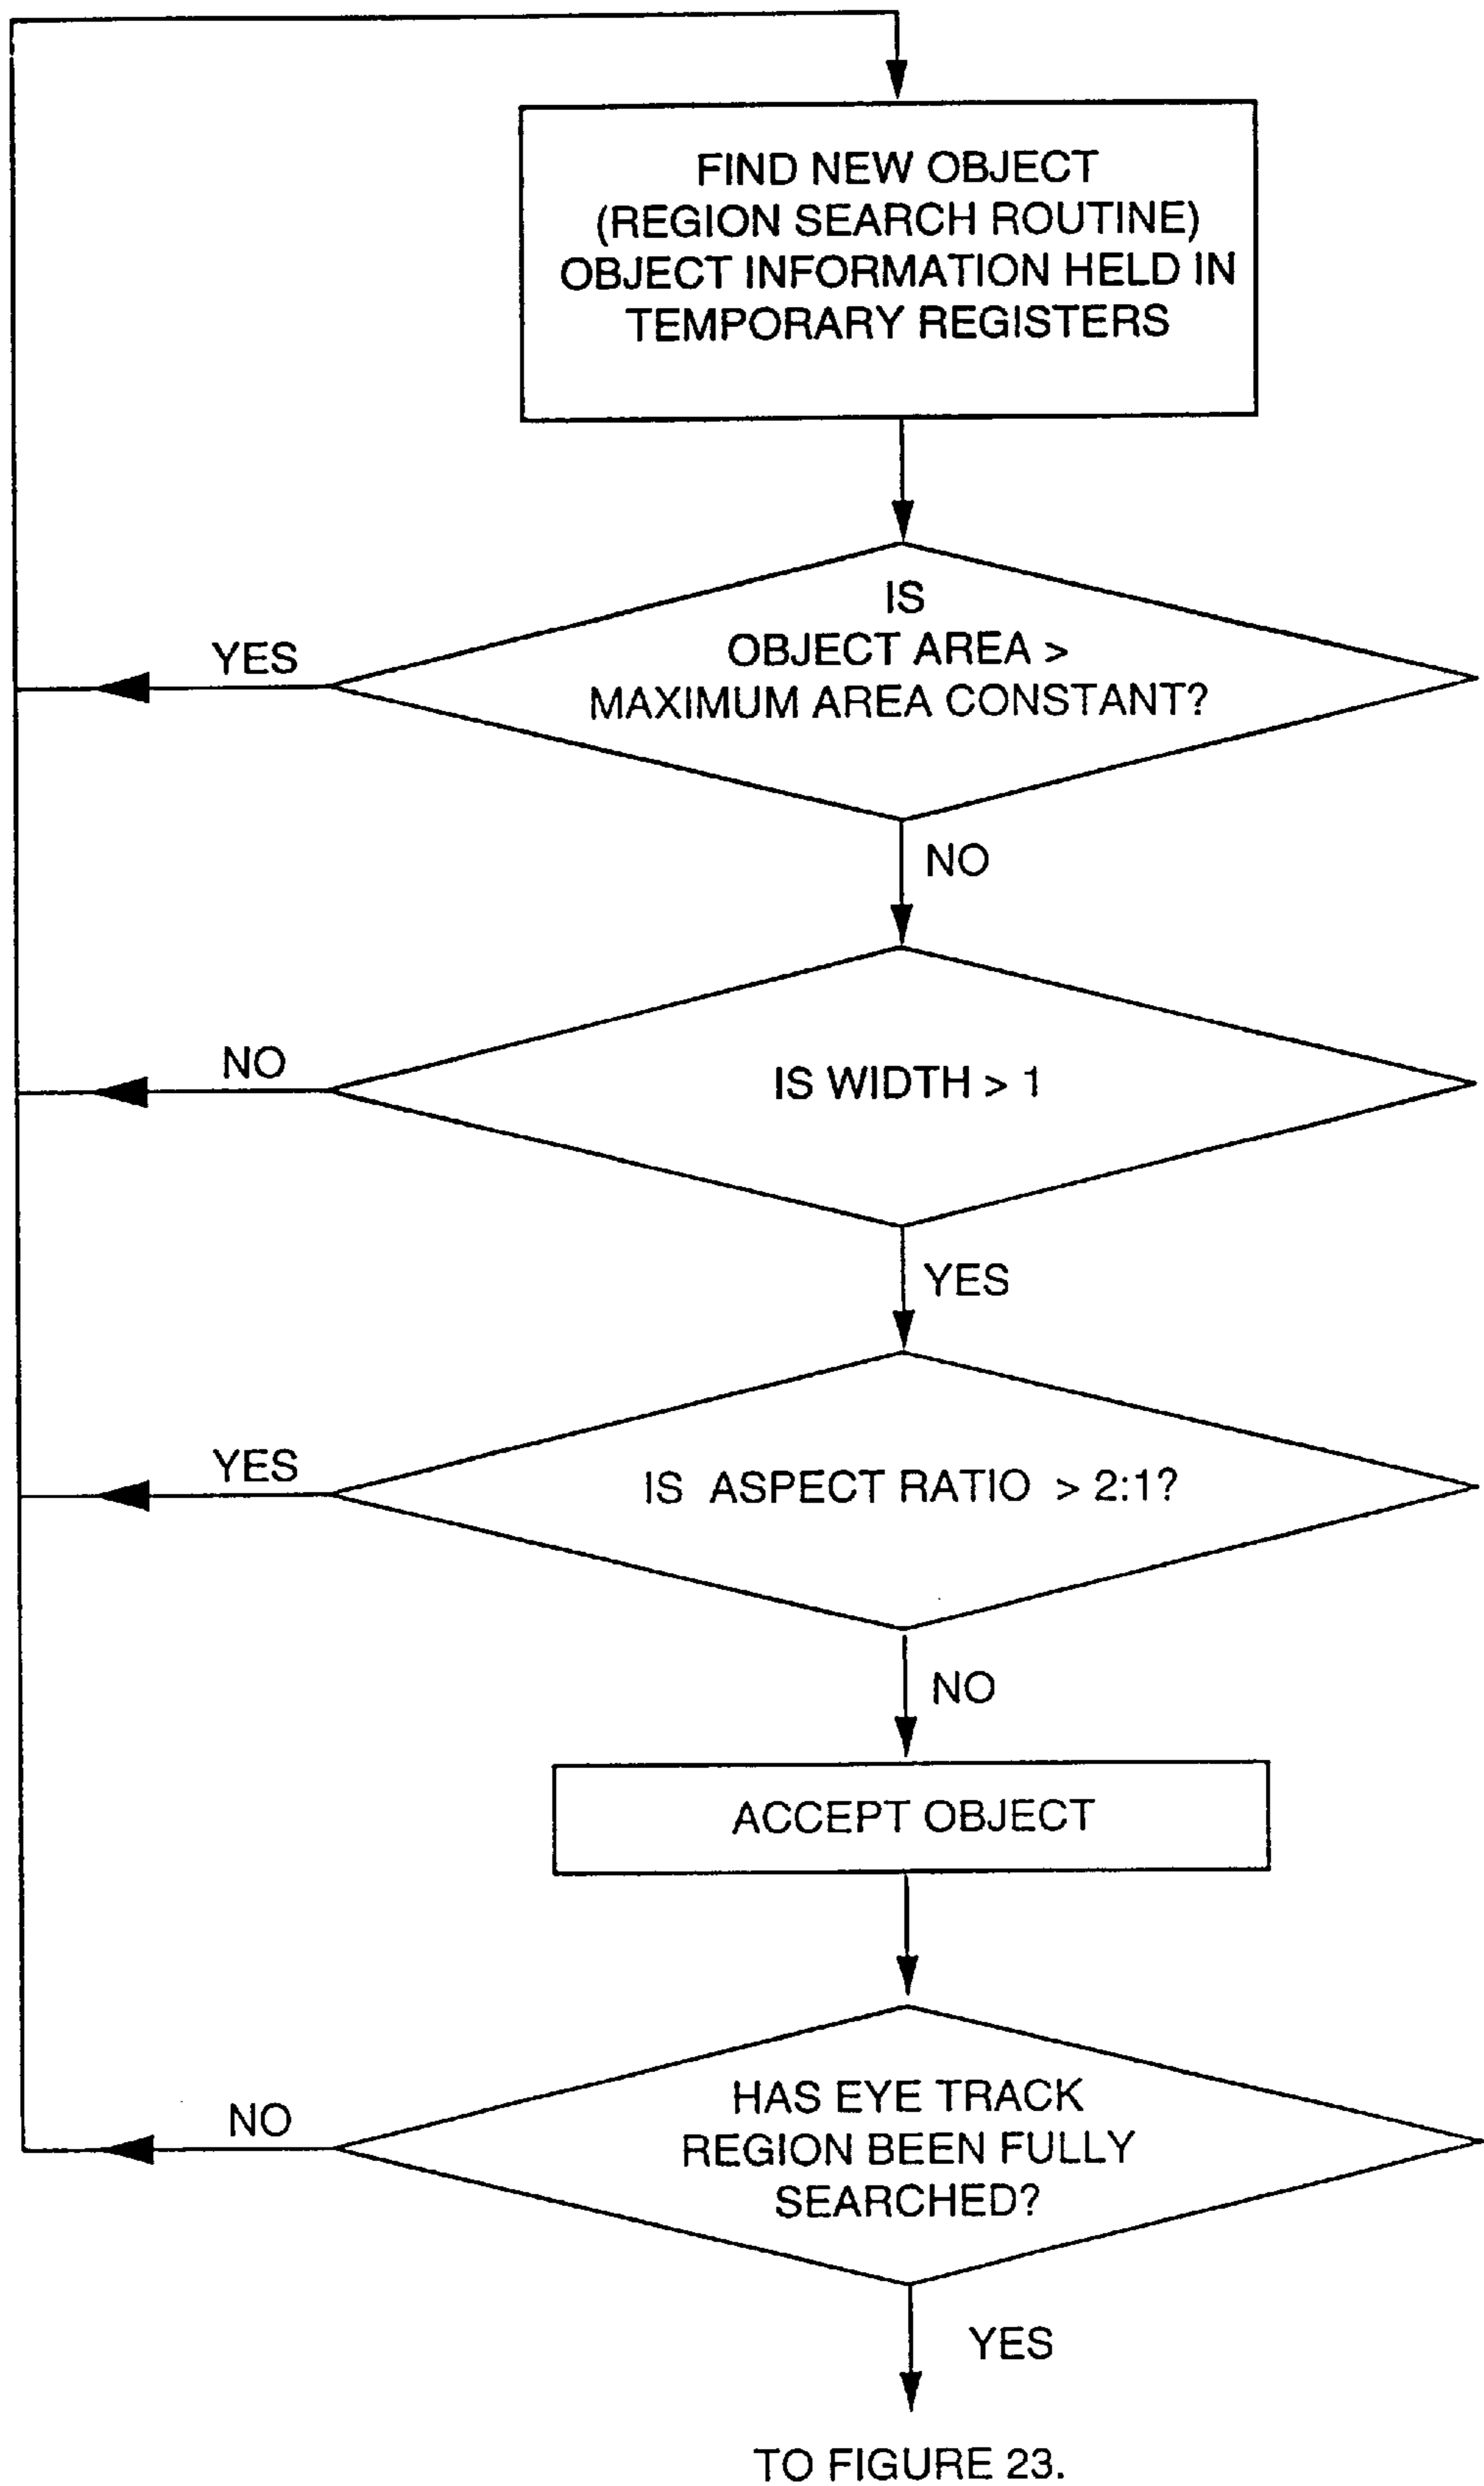 FIND NEW OBJECT
(REGION SEARCH ROUTINE)
OBJECT INFORMATION HELD IN
TEMPORARY REGISTERS
IS
OBJECT AREA >
MAXIMUM AREA CONSTANT?
YES
NO
IS WIDTH > 1
NO
YES
IS ASPECT RATIO > 2:1?
YES
NO
ACCEPT OBJECT
HAS EYE TRACK
REGION BEEN FULLY
SEARCHED?
NO
YES
TO FIGURE 23.